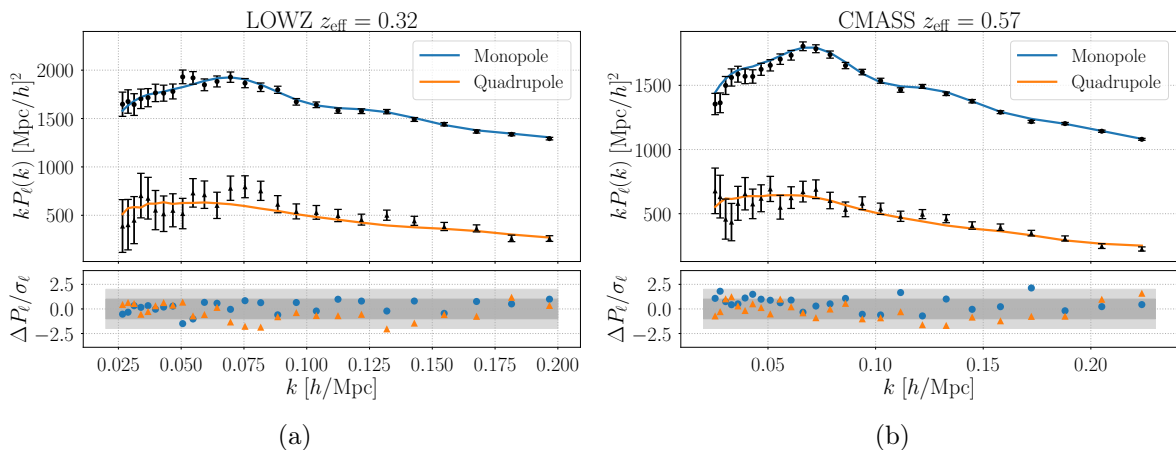 LOWZ z_eff = 0.32
2000
1500
1000
500
kP_ℓ(k) [Mpc/h]^2
Monopole
Quadrupole
2.5
0.0
−2.5
ΔP_ℓ/σ_ℓ
0.025 0.050 0.075 0.100 0.125 0.150 0.175 0.200
k [h/Mpc]
(a)
CMASS z_eff = 0.57
1500
1000
500
kP_ℓ(k) [Mpc/h]^2
Monopole
Quadrupole
2.5
0.0
−2.5
ΔP_ℓ/σ_ℓ
0.05 0.10 0.15 0.20
k [h/Mpc]
(b)